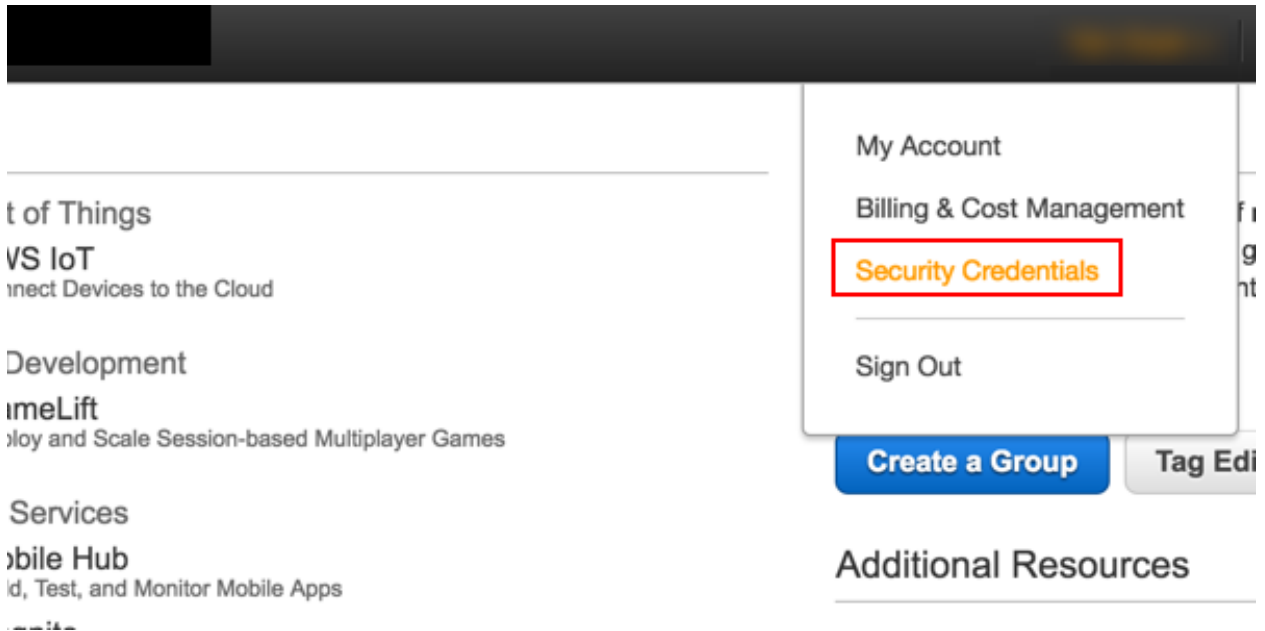 My Account
Billing & Cost Management
Security Credentials
Sign Out
t of Things
WS IoT
nnect Devices to the Cloud
Development
ameLift
ploy and Scale Session-based Multiplayer Games
Services
obile Hub
ld, Test, and Monitor Mobile Apps
Create a Group
Tag Edi
Additional Resources